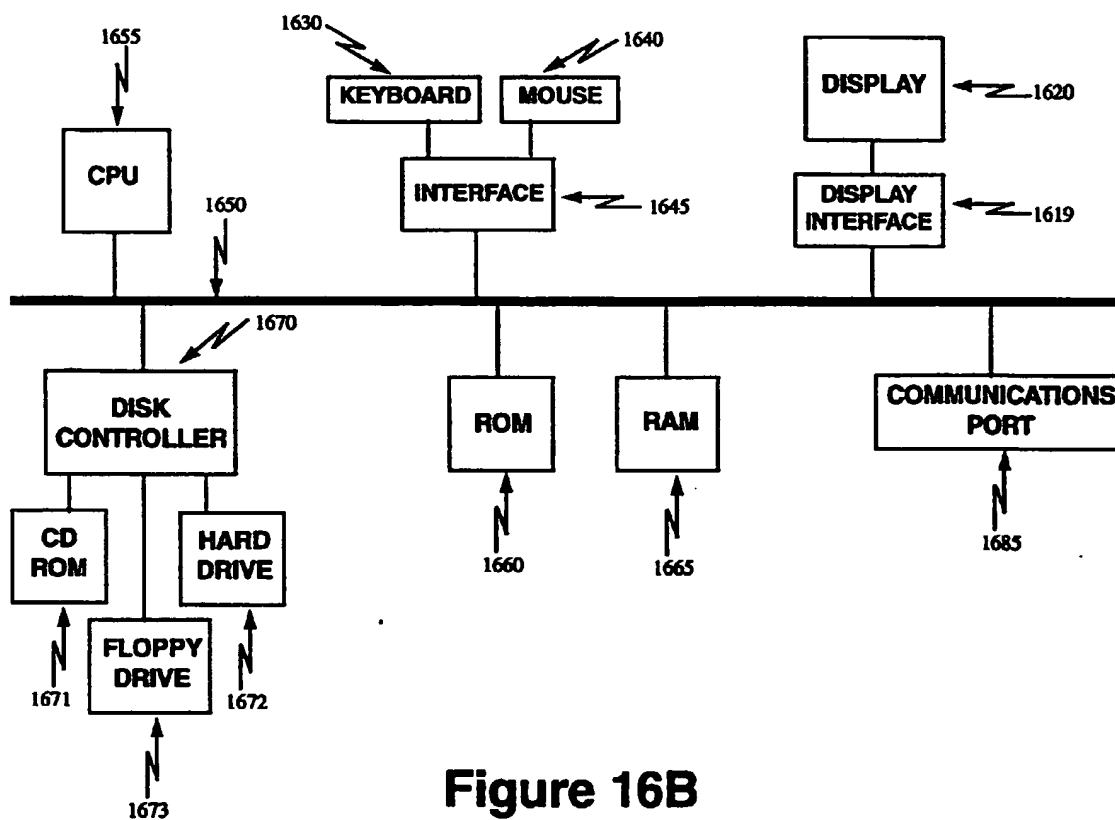 1655
1630
1640
KEYBOARD
MOUSE
DISPLAY
1620
CPU
INTERFACE
1645
DISPLAY
INTERFACE
1619
1650
1670
DISK
CONTROLLER
ROM
RAM
COMMUNICATIONS
PORT
CD
ROM
HARD
DRIVE
1660
1665
1685
FLOPPY
DRIVE
1671
1672
1673
Figure 16B